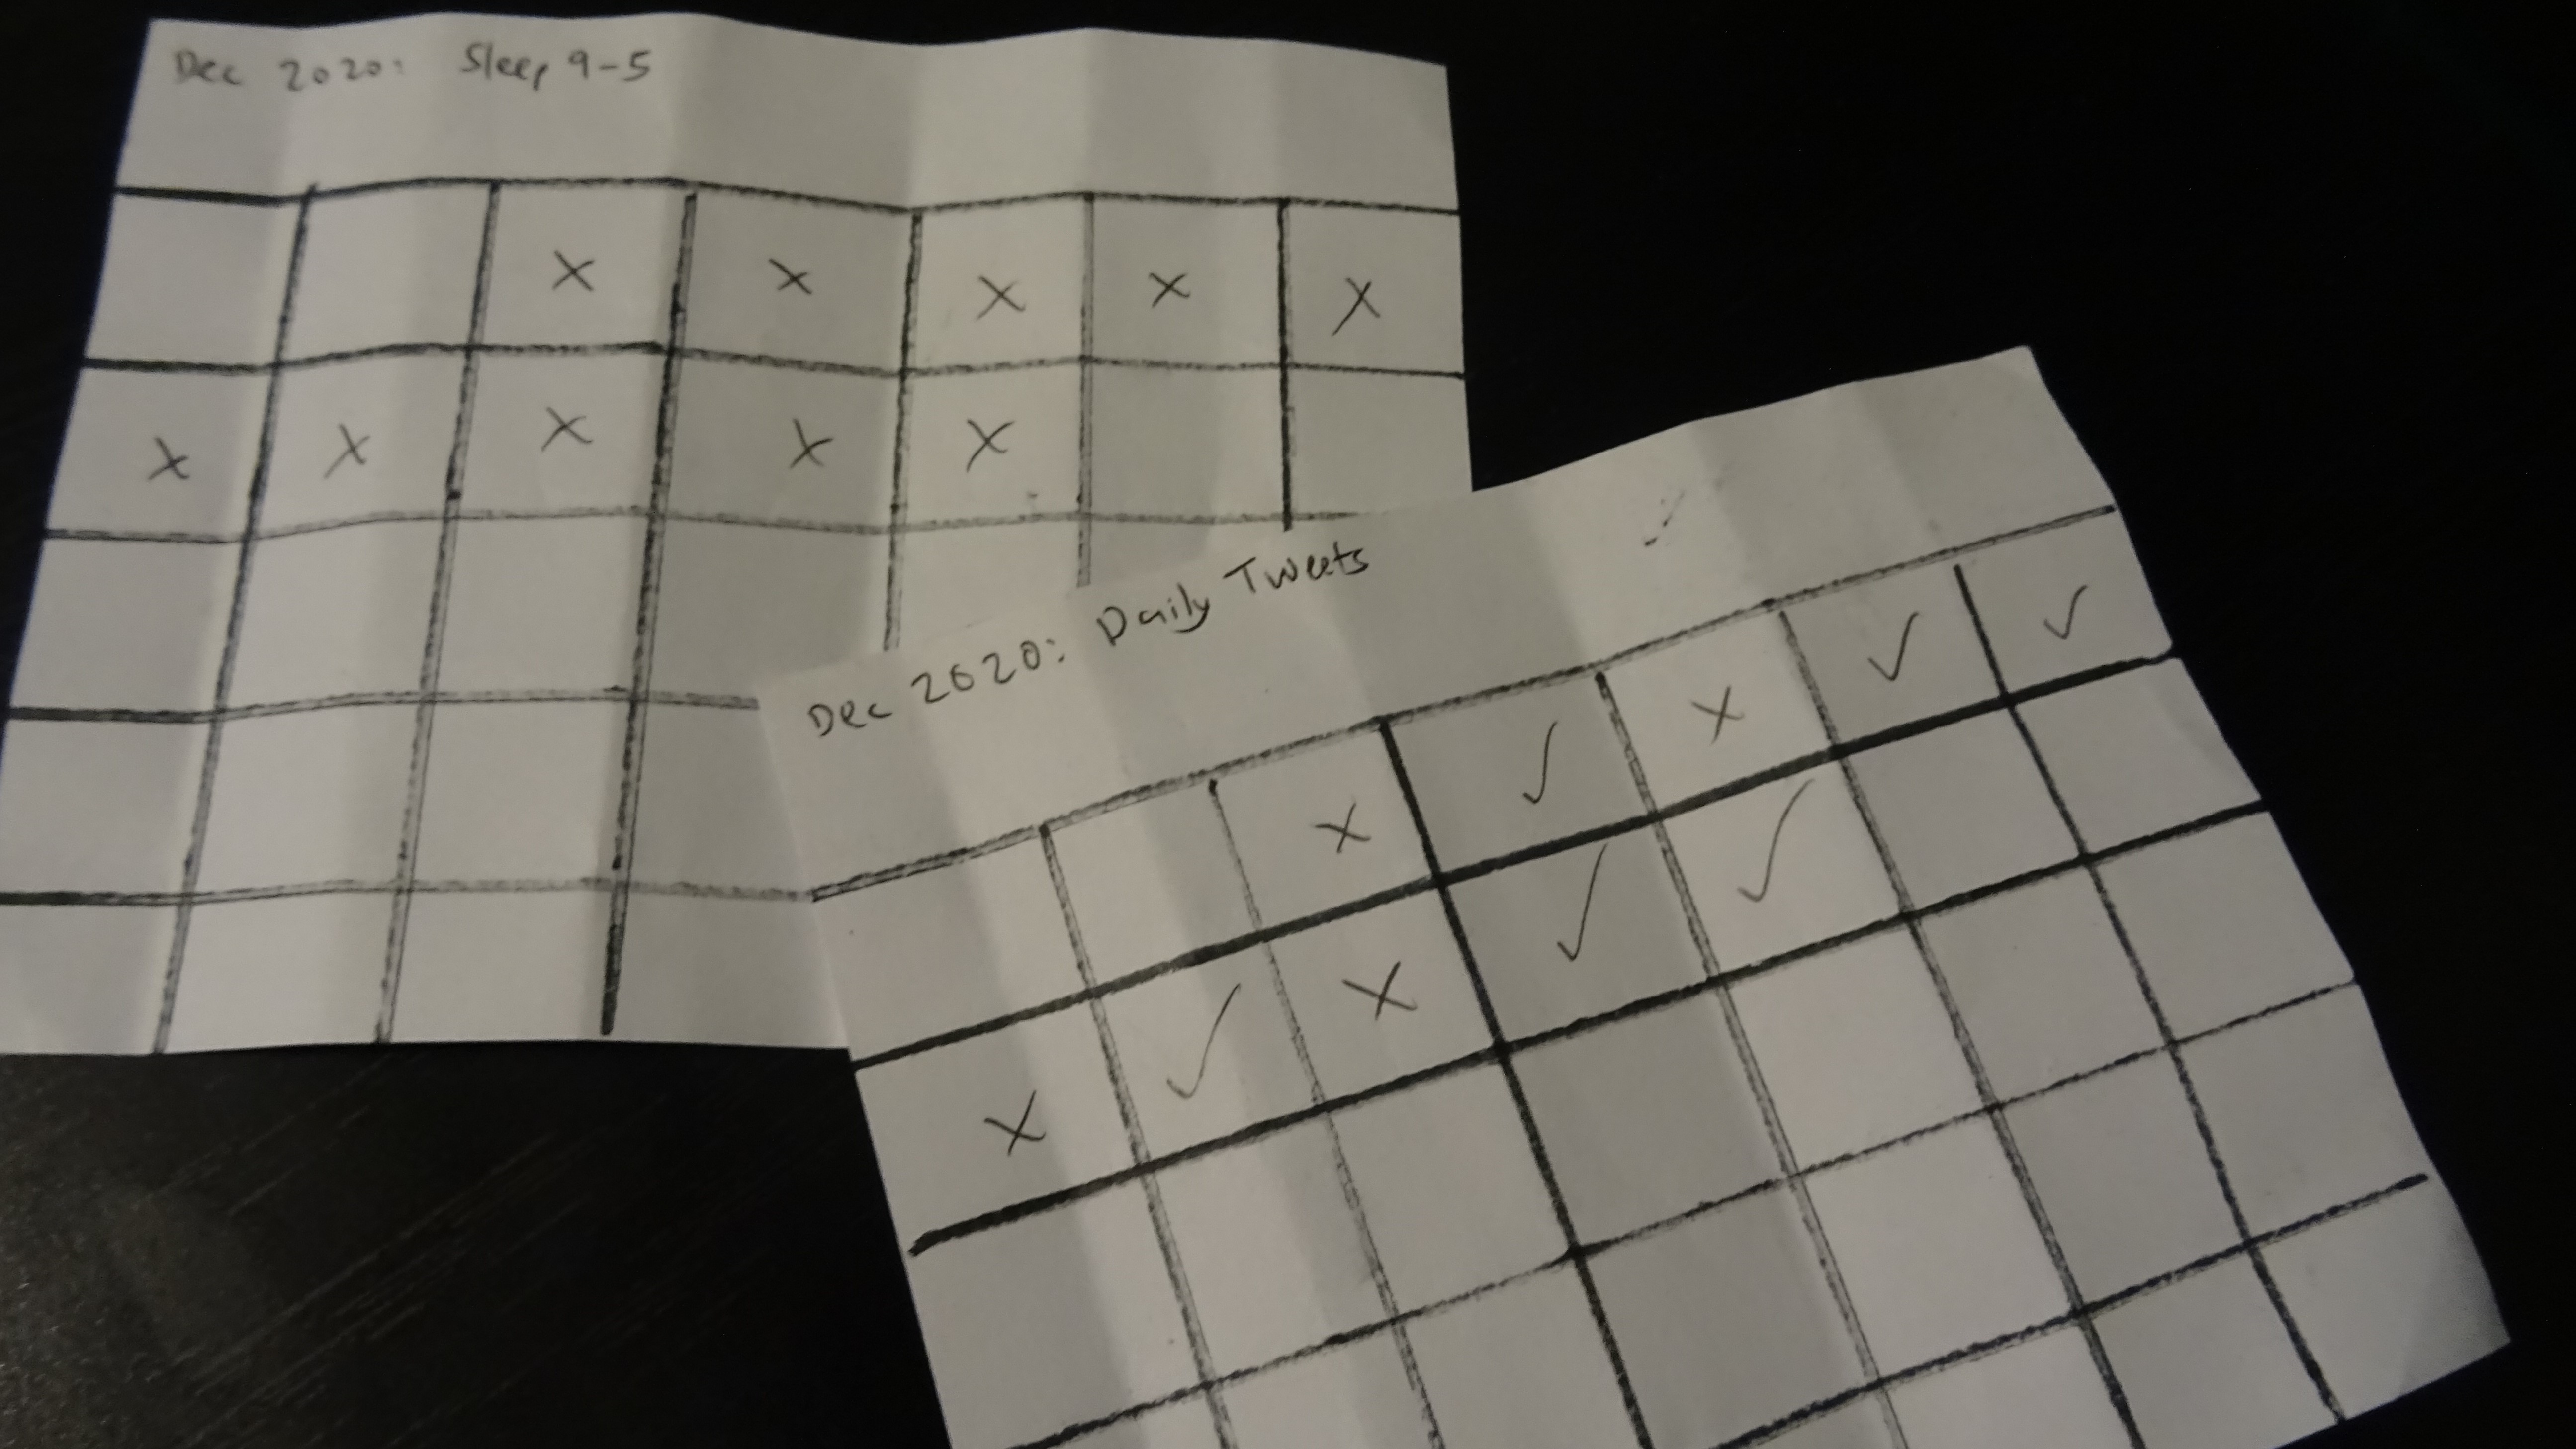 Dec 2020: Sleep 9-5
x x x x x
x x x x x
Dec 2020: Daily Tweets
x ✓ x ✓ ✓
x ✓ x ✓ ✓